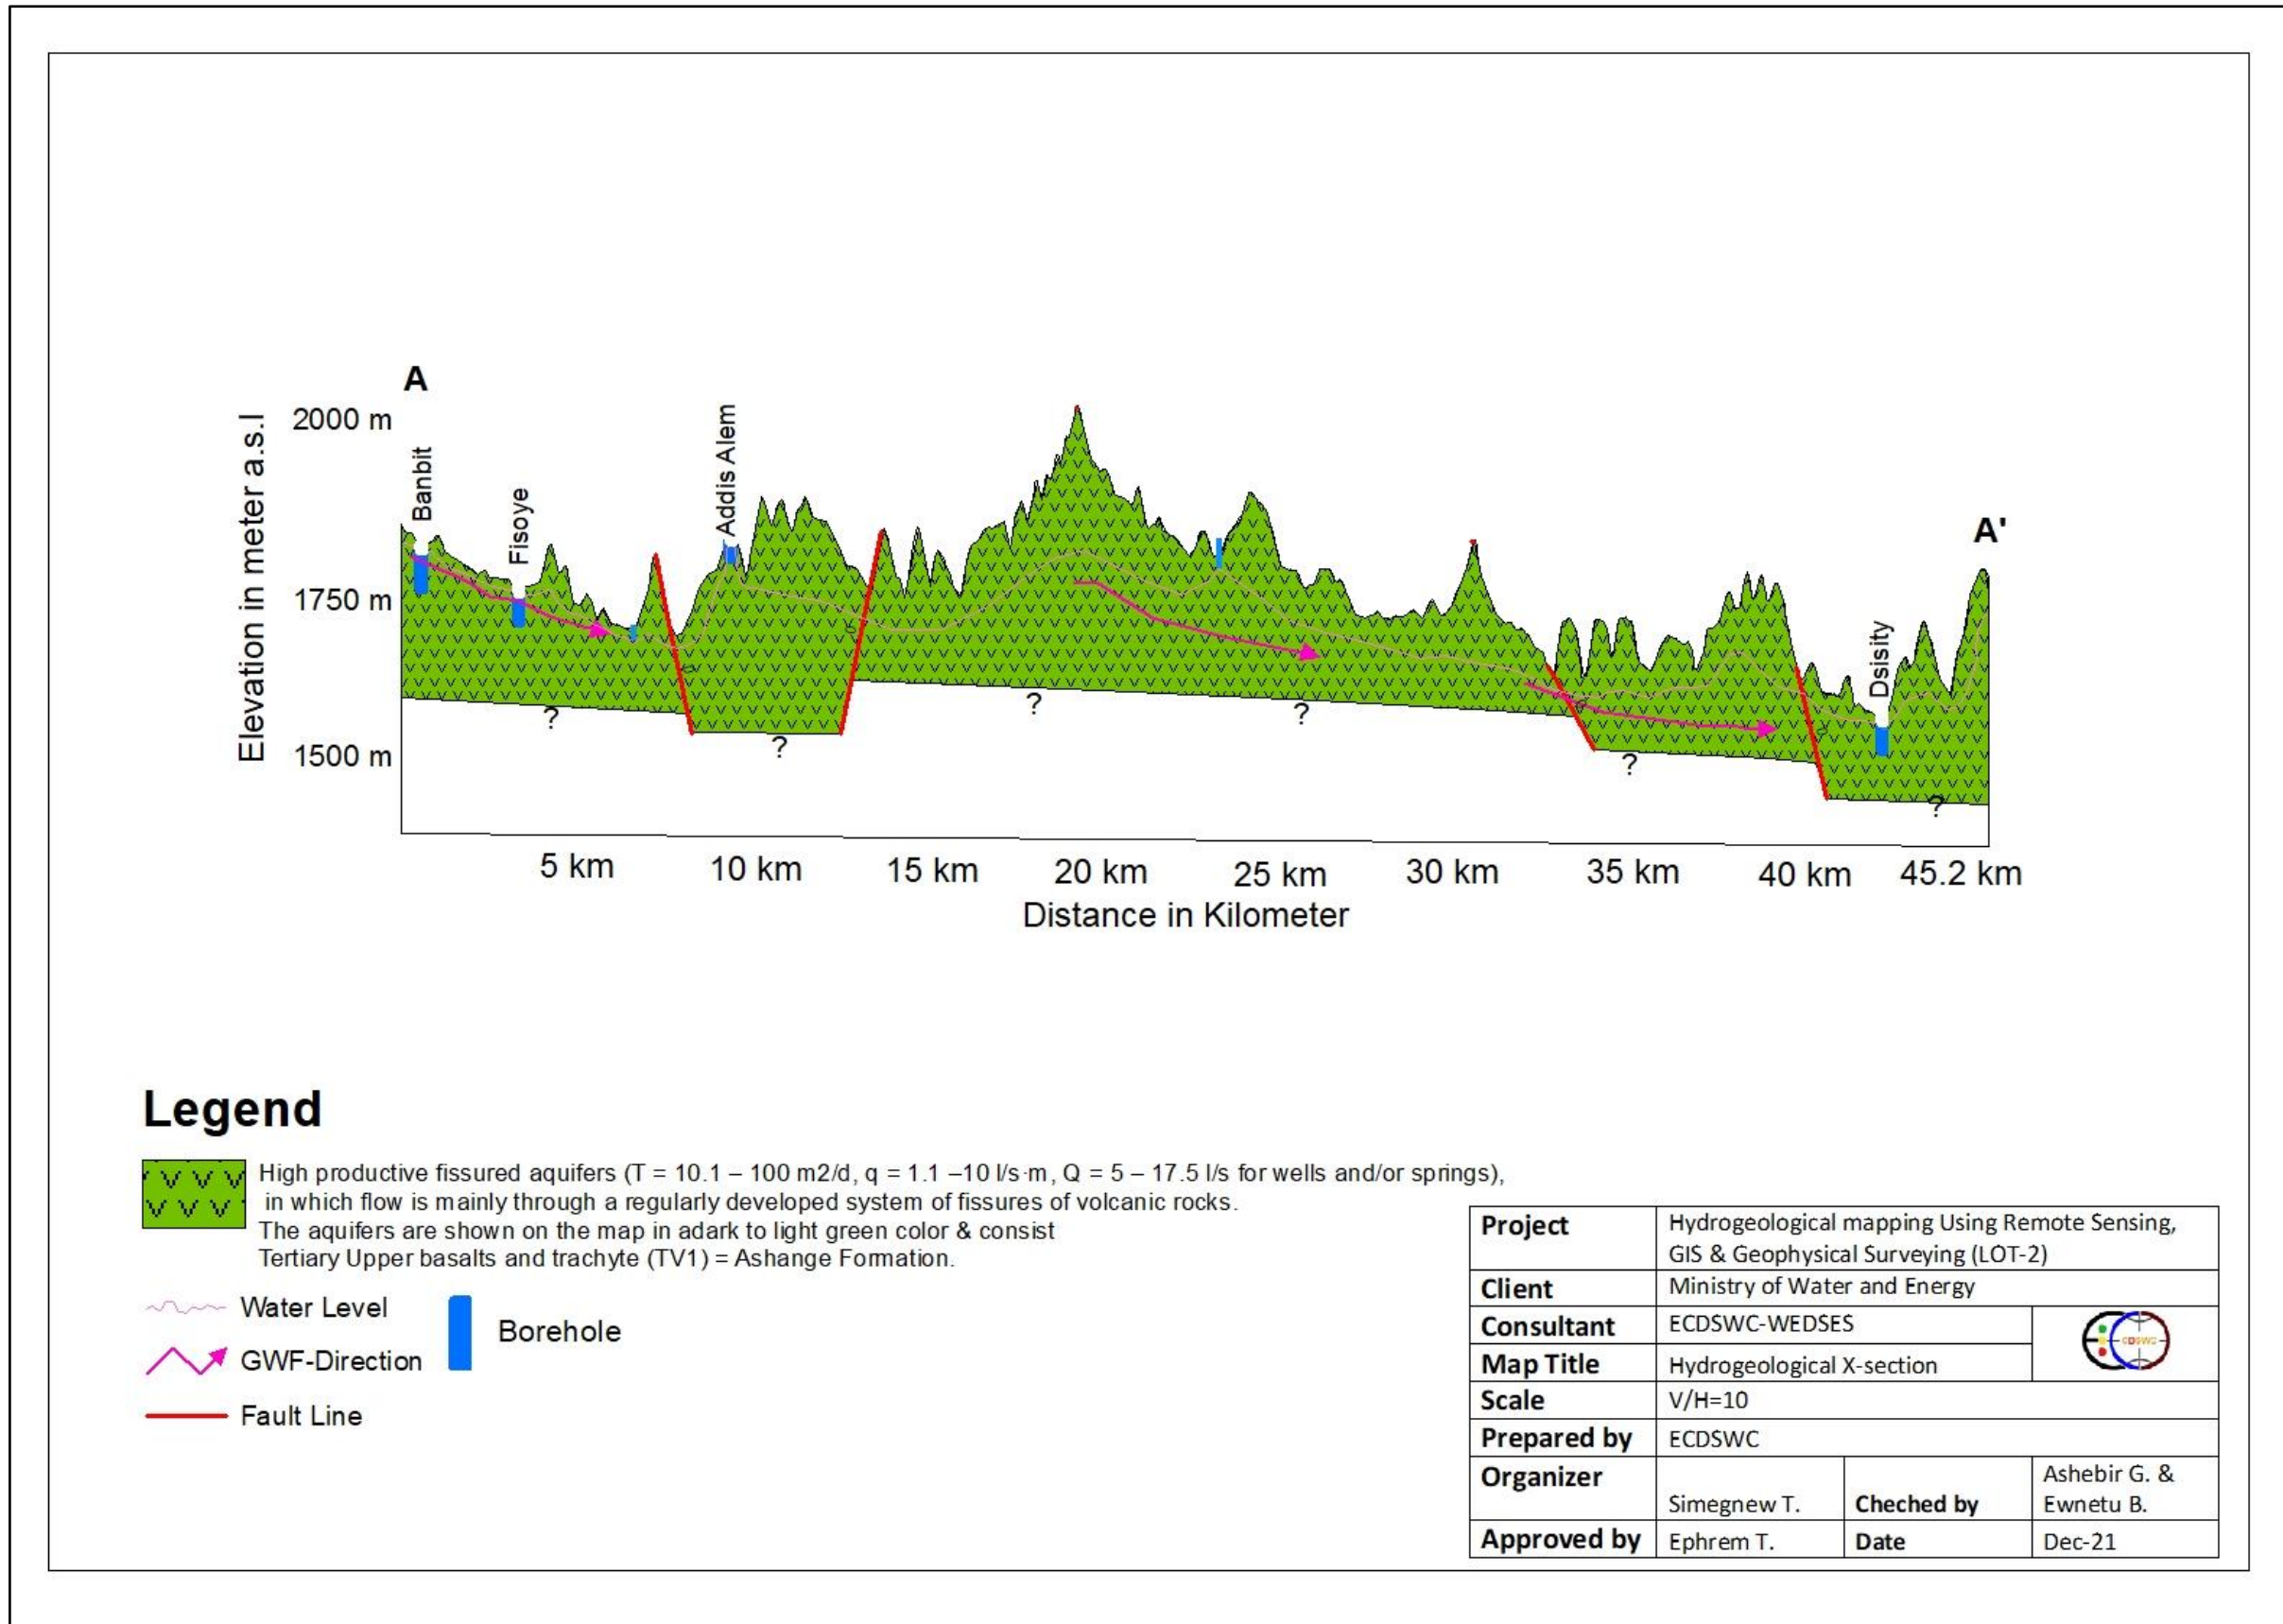 A
2000 m
Addis Alem
Banbit
Fisoye
A'
Elevation in meter a.s.l
1750 m
Dsisity
?
?
?
?
?
?
1500 m
5 km
10 km
15 km
20 km
25 km
30 km
35 km
40 km
45.2 km
Distance in Kilometer
Legend
High productive fissured aquifers (T = 10.1 – 100 m2/d, q = 1.1 –10 l/s·m, Q = 5 – 17.5 l/s for wells and/or springs),
in which flow is mainly through a regularly developed system of fissures of volcanic rocks.
The aquifers are shown on the map in adark to light green color & consist
Tertiary Upper basalts and trachyte (TV1) = Ashange Formation.
Water Level
Borehole
GWF-Direction
Fault Line
Project
Hydrogeological mapping Using Remote Sensing,
GIS & Geophysical Surveying (LOT-2)
Client
Ministry of Water and Energy
Consultant
ECDSWC-WEDSES
Map Title
Hydrogeological X-section
Scale
V/H=10
Prepared by
ECDSWC
Organizer
Simegnew T.
Cheched by
Ashebir G. &
Ewnetu B.
Approved by
Ephrem T.
Date
Dec-21